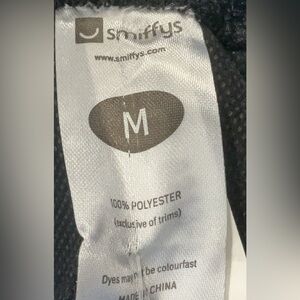 smiffys
www.smiffys.com
M
100% POLYESTER
(exclusive of trims)
Dyes may not be colourfast
MADE IN CHINA